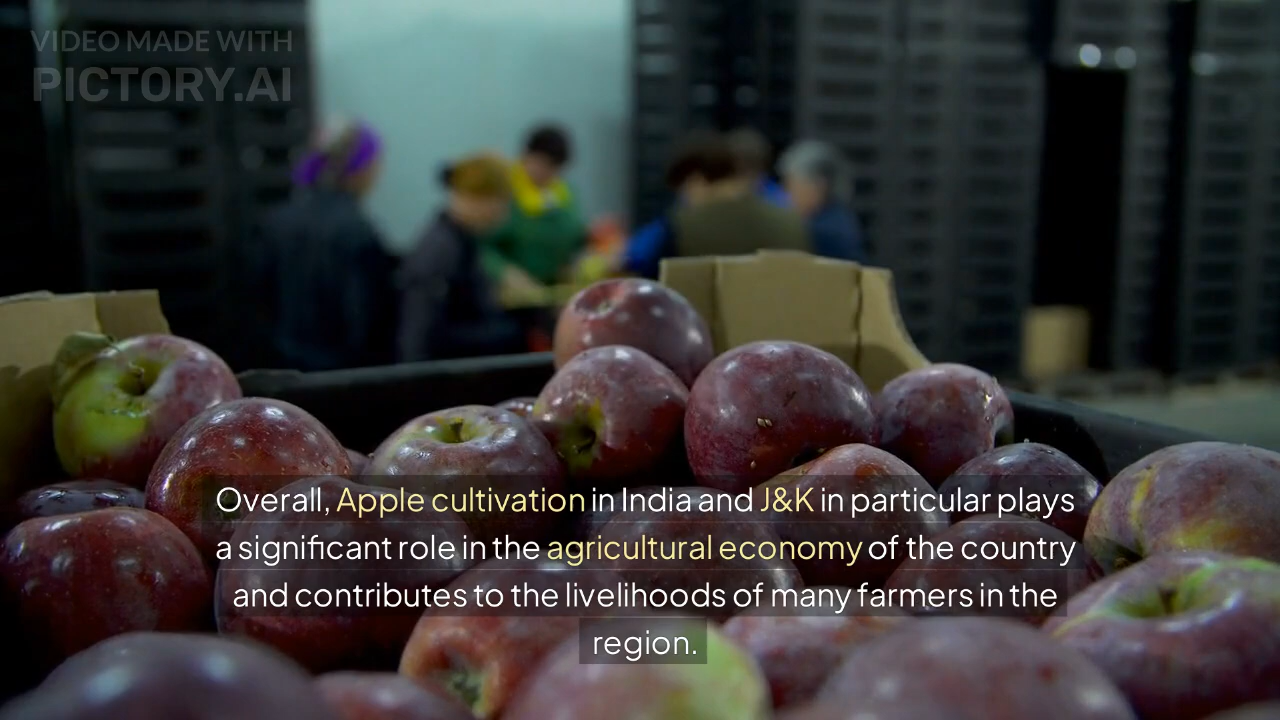 VIDEO MADE WITH
PICTORY.AI
Overall, Apple cultivation in India and J&K in particular plays
a significant role in the agricultural economy of the country
and contributes to the livelihoods of many farmers in the
region.